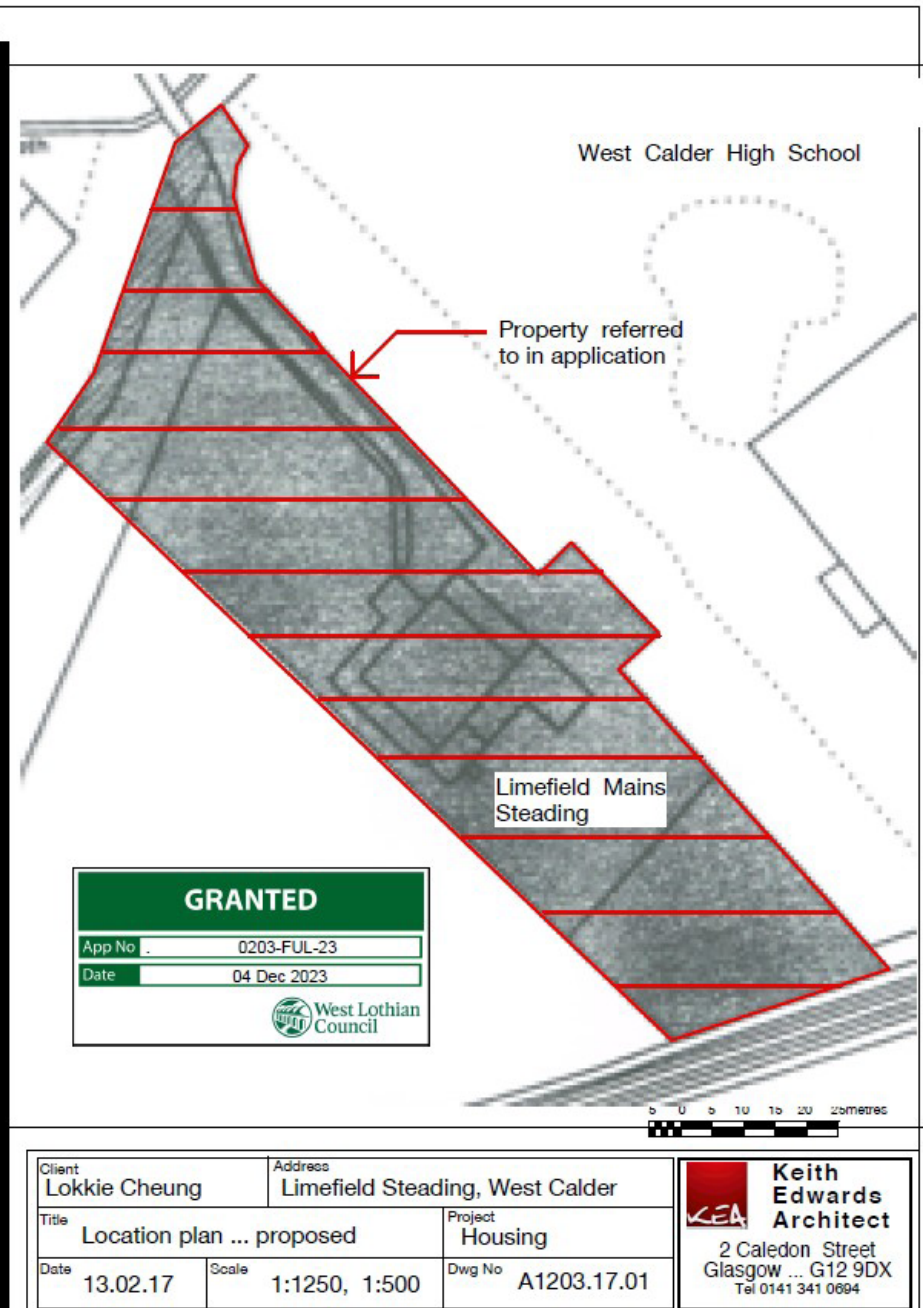 West Calder High School
Property referred
to in application
Limefield Mains
Steading
GRANTED
App No . 0203-FUL-23
Date 04 Dec 2023
West Lothian
Council
5 0 5 10 15 20 25metres
Client
Lokkie Cheung
Address
Limefield Steading, West Calder
Title
Location plan ... proposed
Project
Housing
Date
13.02.17
Scale
1:1250, 1:500
Dwg No
A1203.17.01
KEA
Keith
Edwards
Architect
2 Caledon Street
Glasgow ... G12 9DX
Tel 0141 341 0694